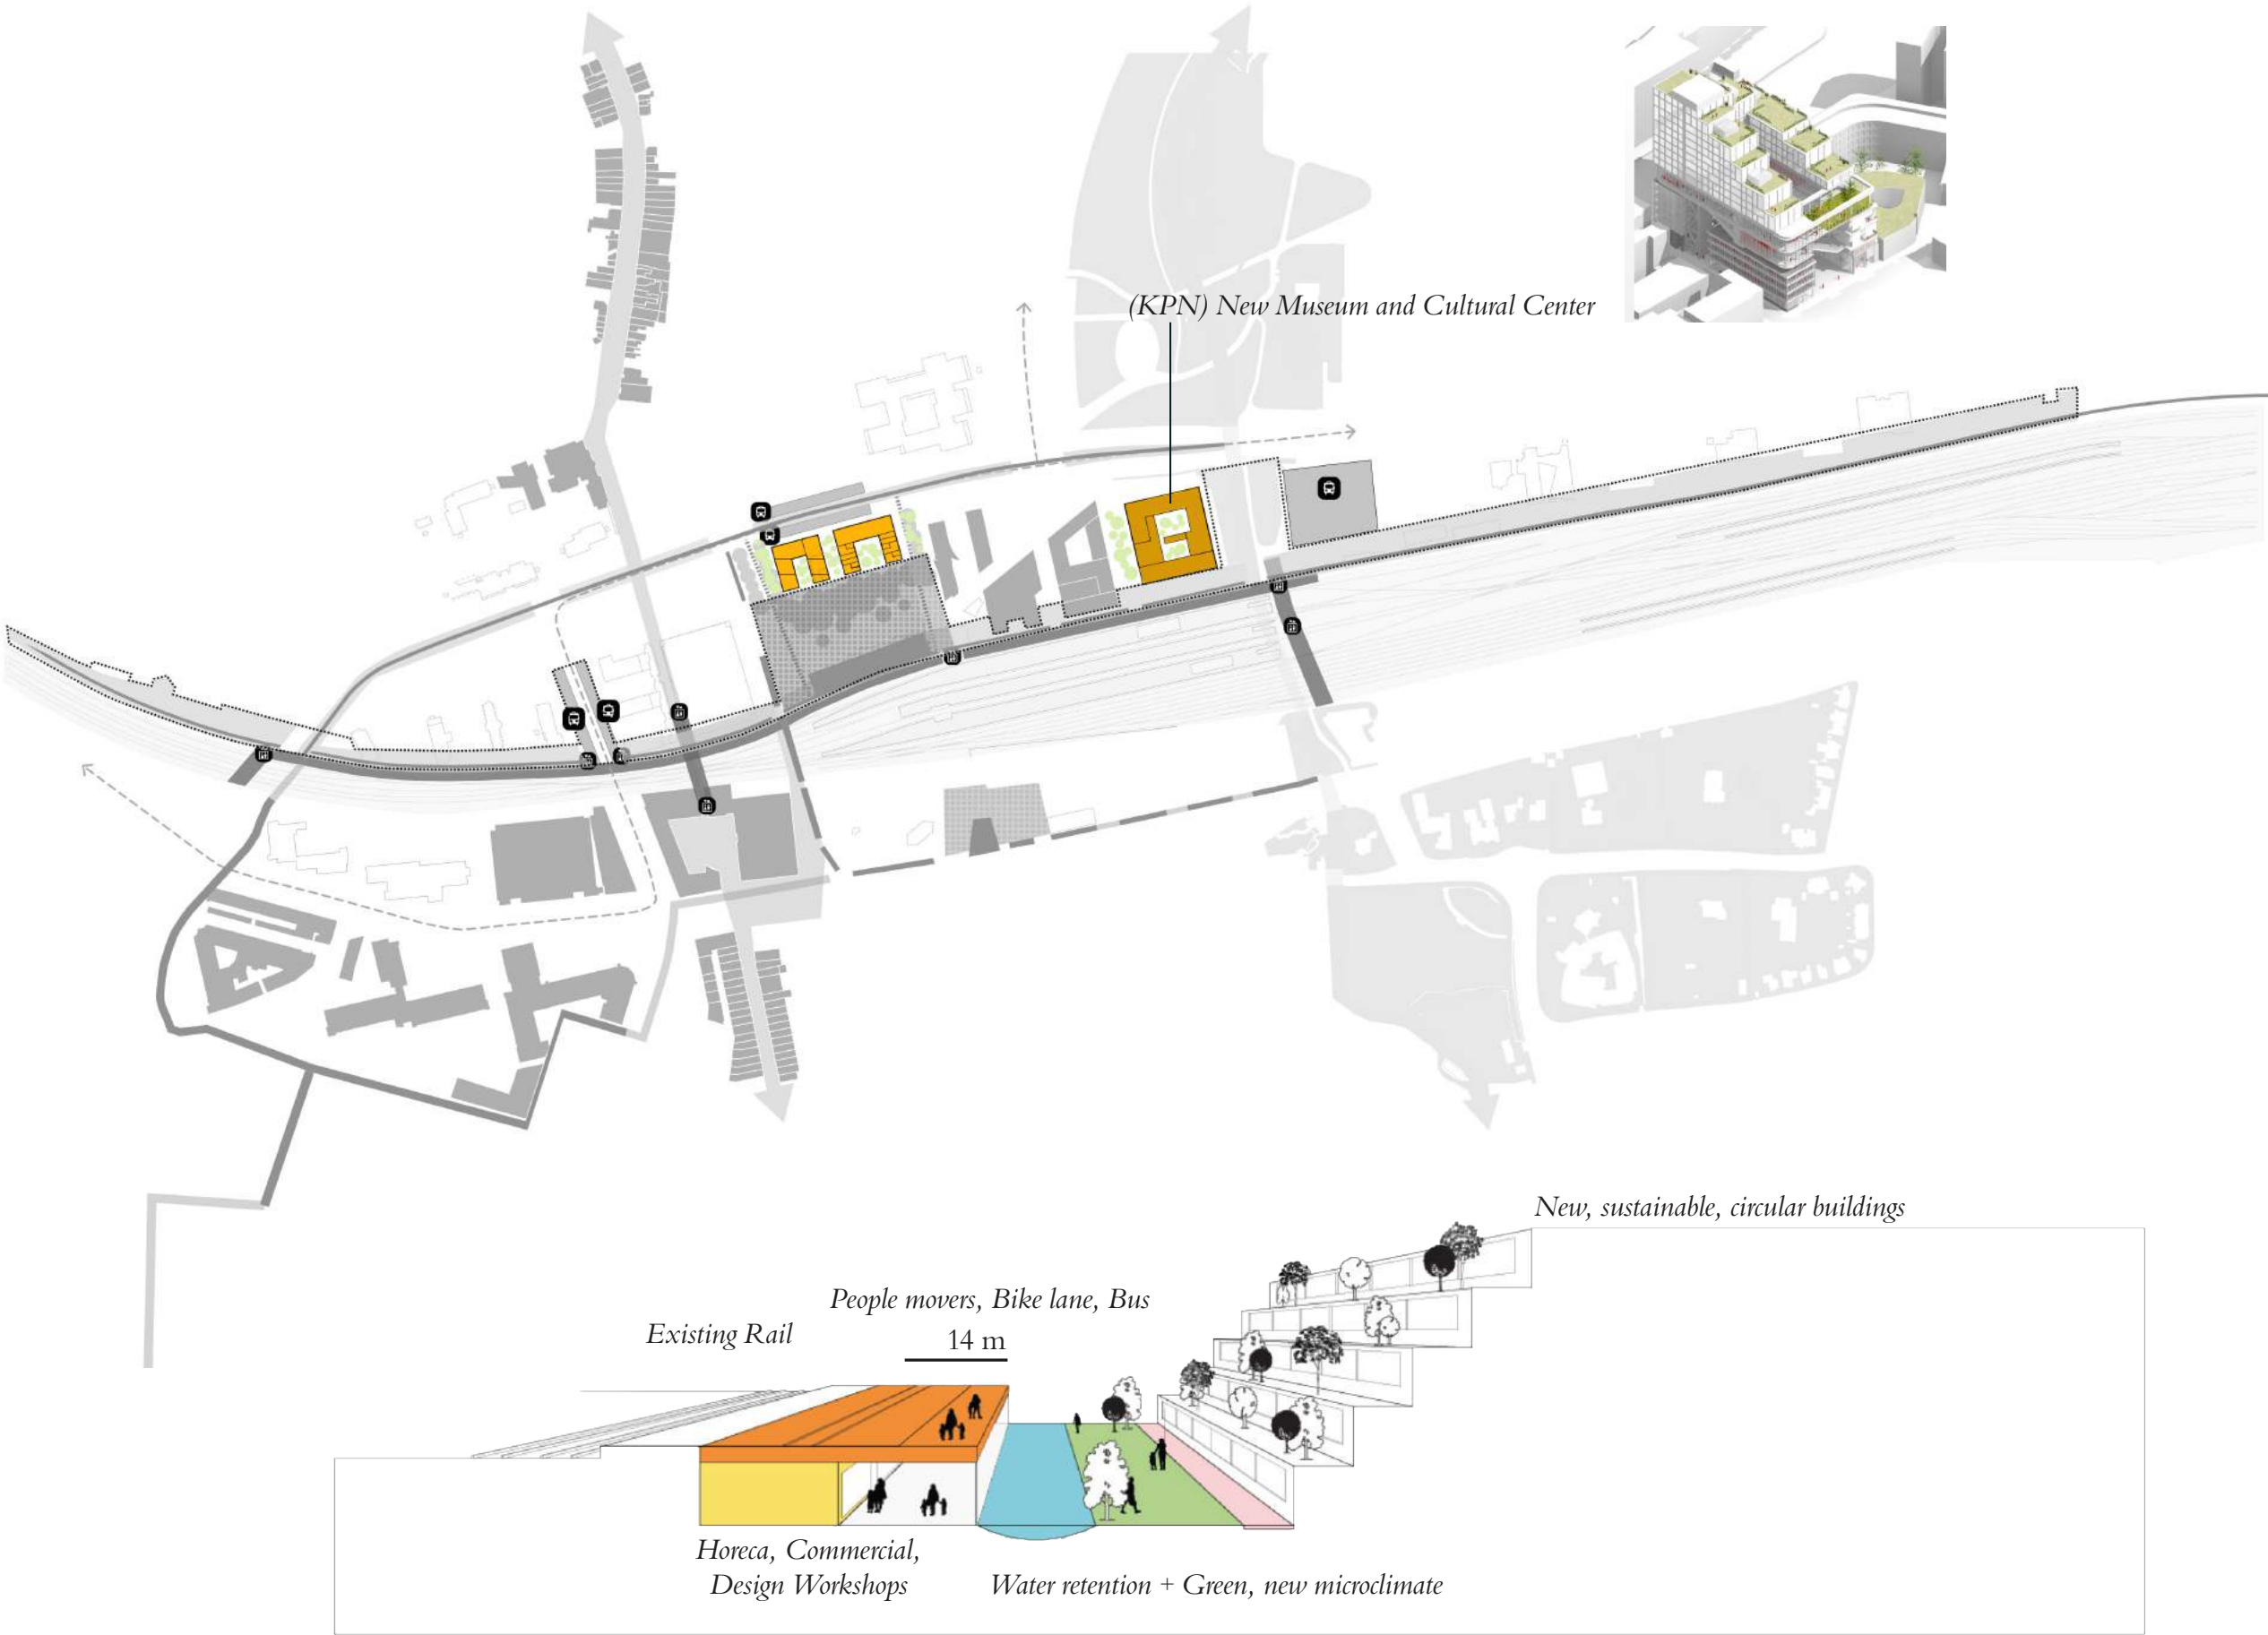 (KPN) New Museum and Cultural Center
New, sustainable, circular buildings
People movers, Bike lane, Bus
Existing Rail
14 m
Horeca, Commercial,
Design Workshops
Water retention + Green, new microclimate